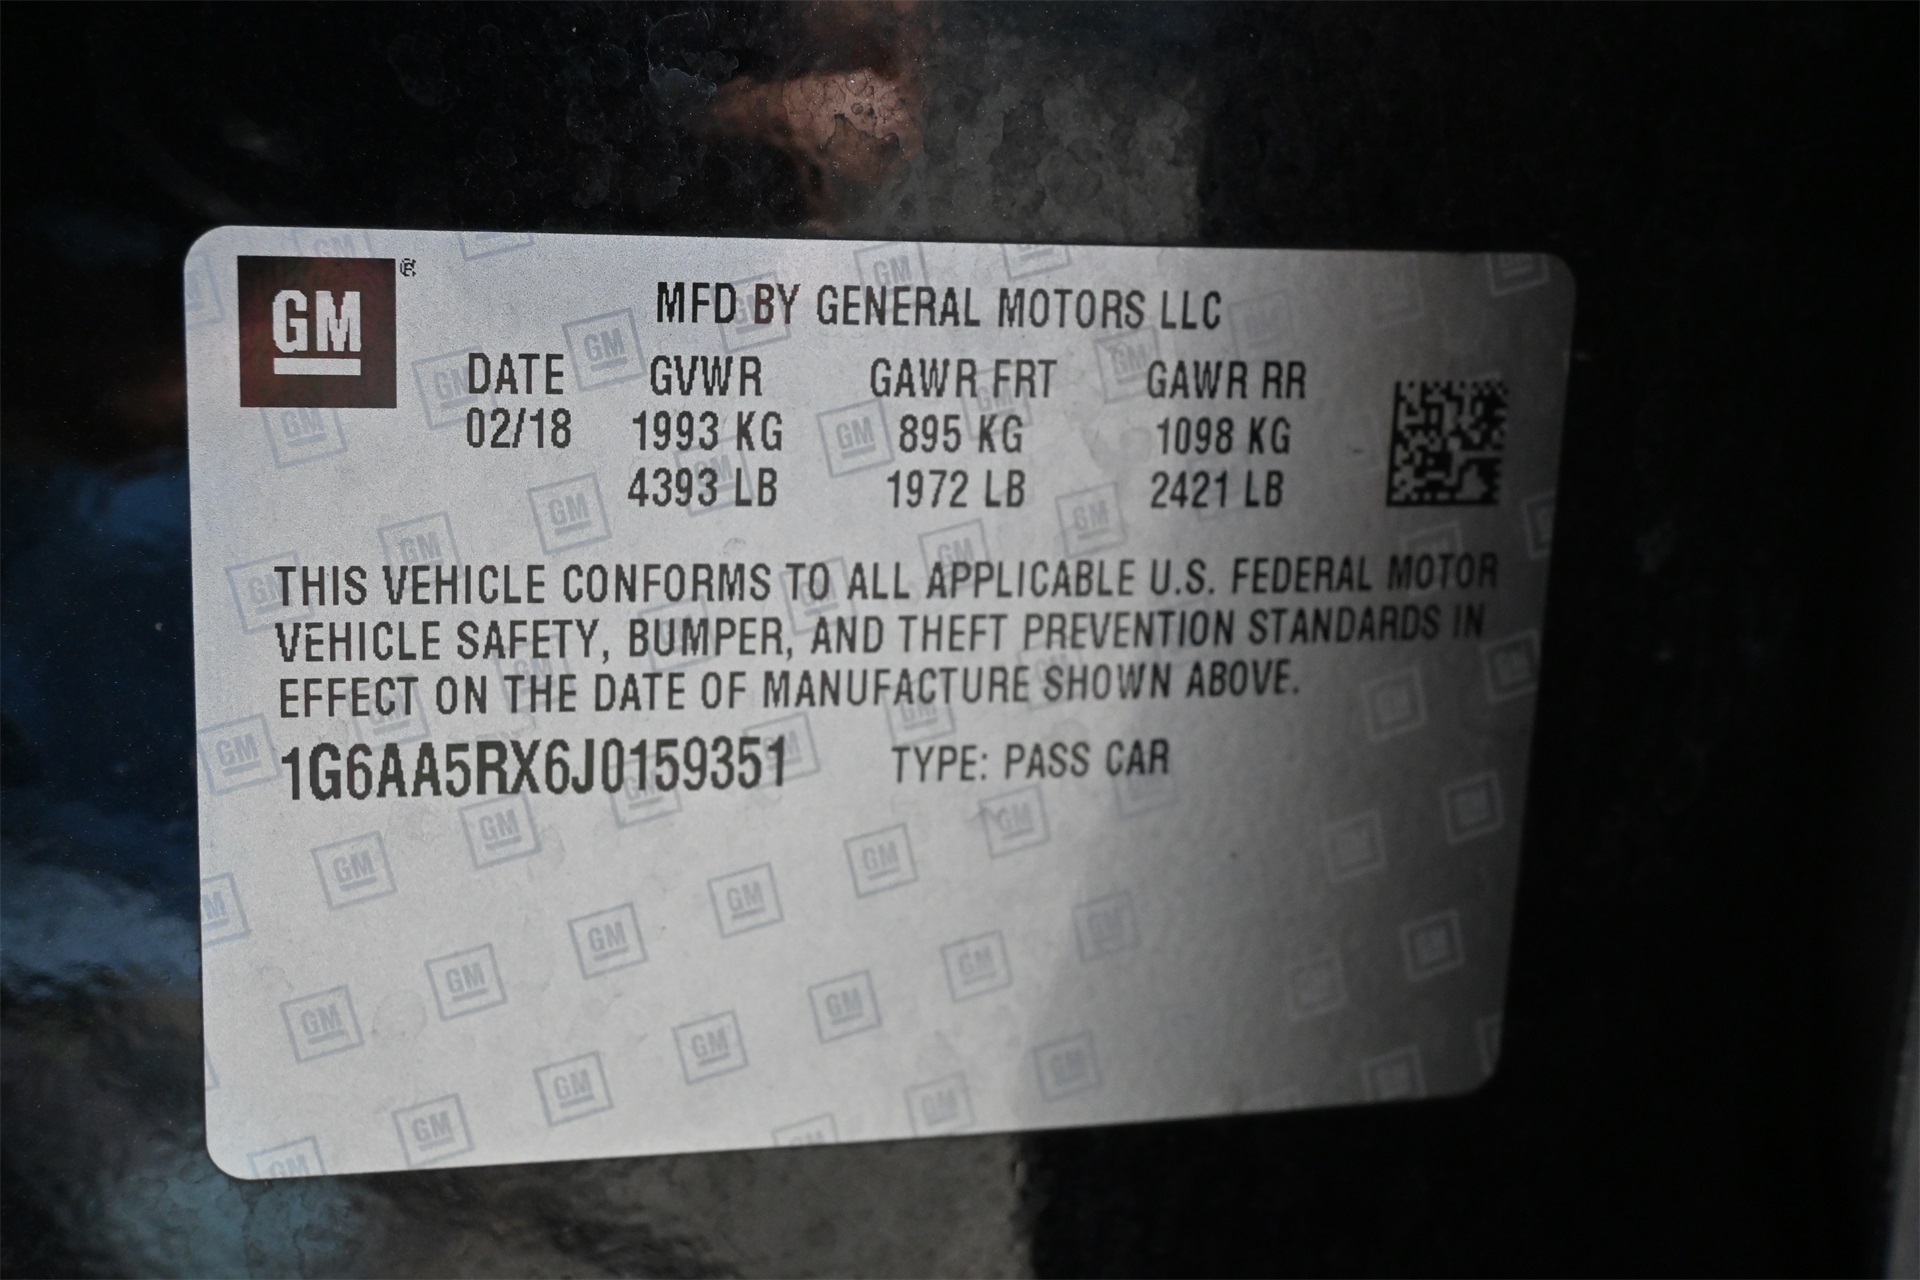 GM ®
MFD BY GENERAL MOTORS LLC
DATE GVWR GAWR FRT GAWR RR
02/18 1993 KG 895 KG 1098 KG
4393 LB 1972 LB 2421 LB
THIS VEHICLE CONFORMS TO ALL APPLICABLE U.S. FEDERAL MOTOR
VEHICLE SAFETY, BUMPER, AND THEFT PREVENTION STANDARDS IN
EFFECT ON THE DATE OF MANUFACTURE SHOWN ABOVE.
1G6AA5RX6J0159351 TYPE: PASS CAR